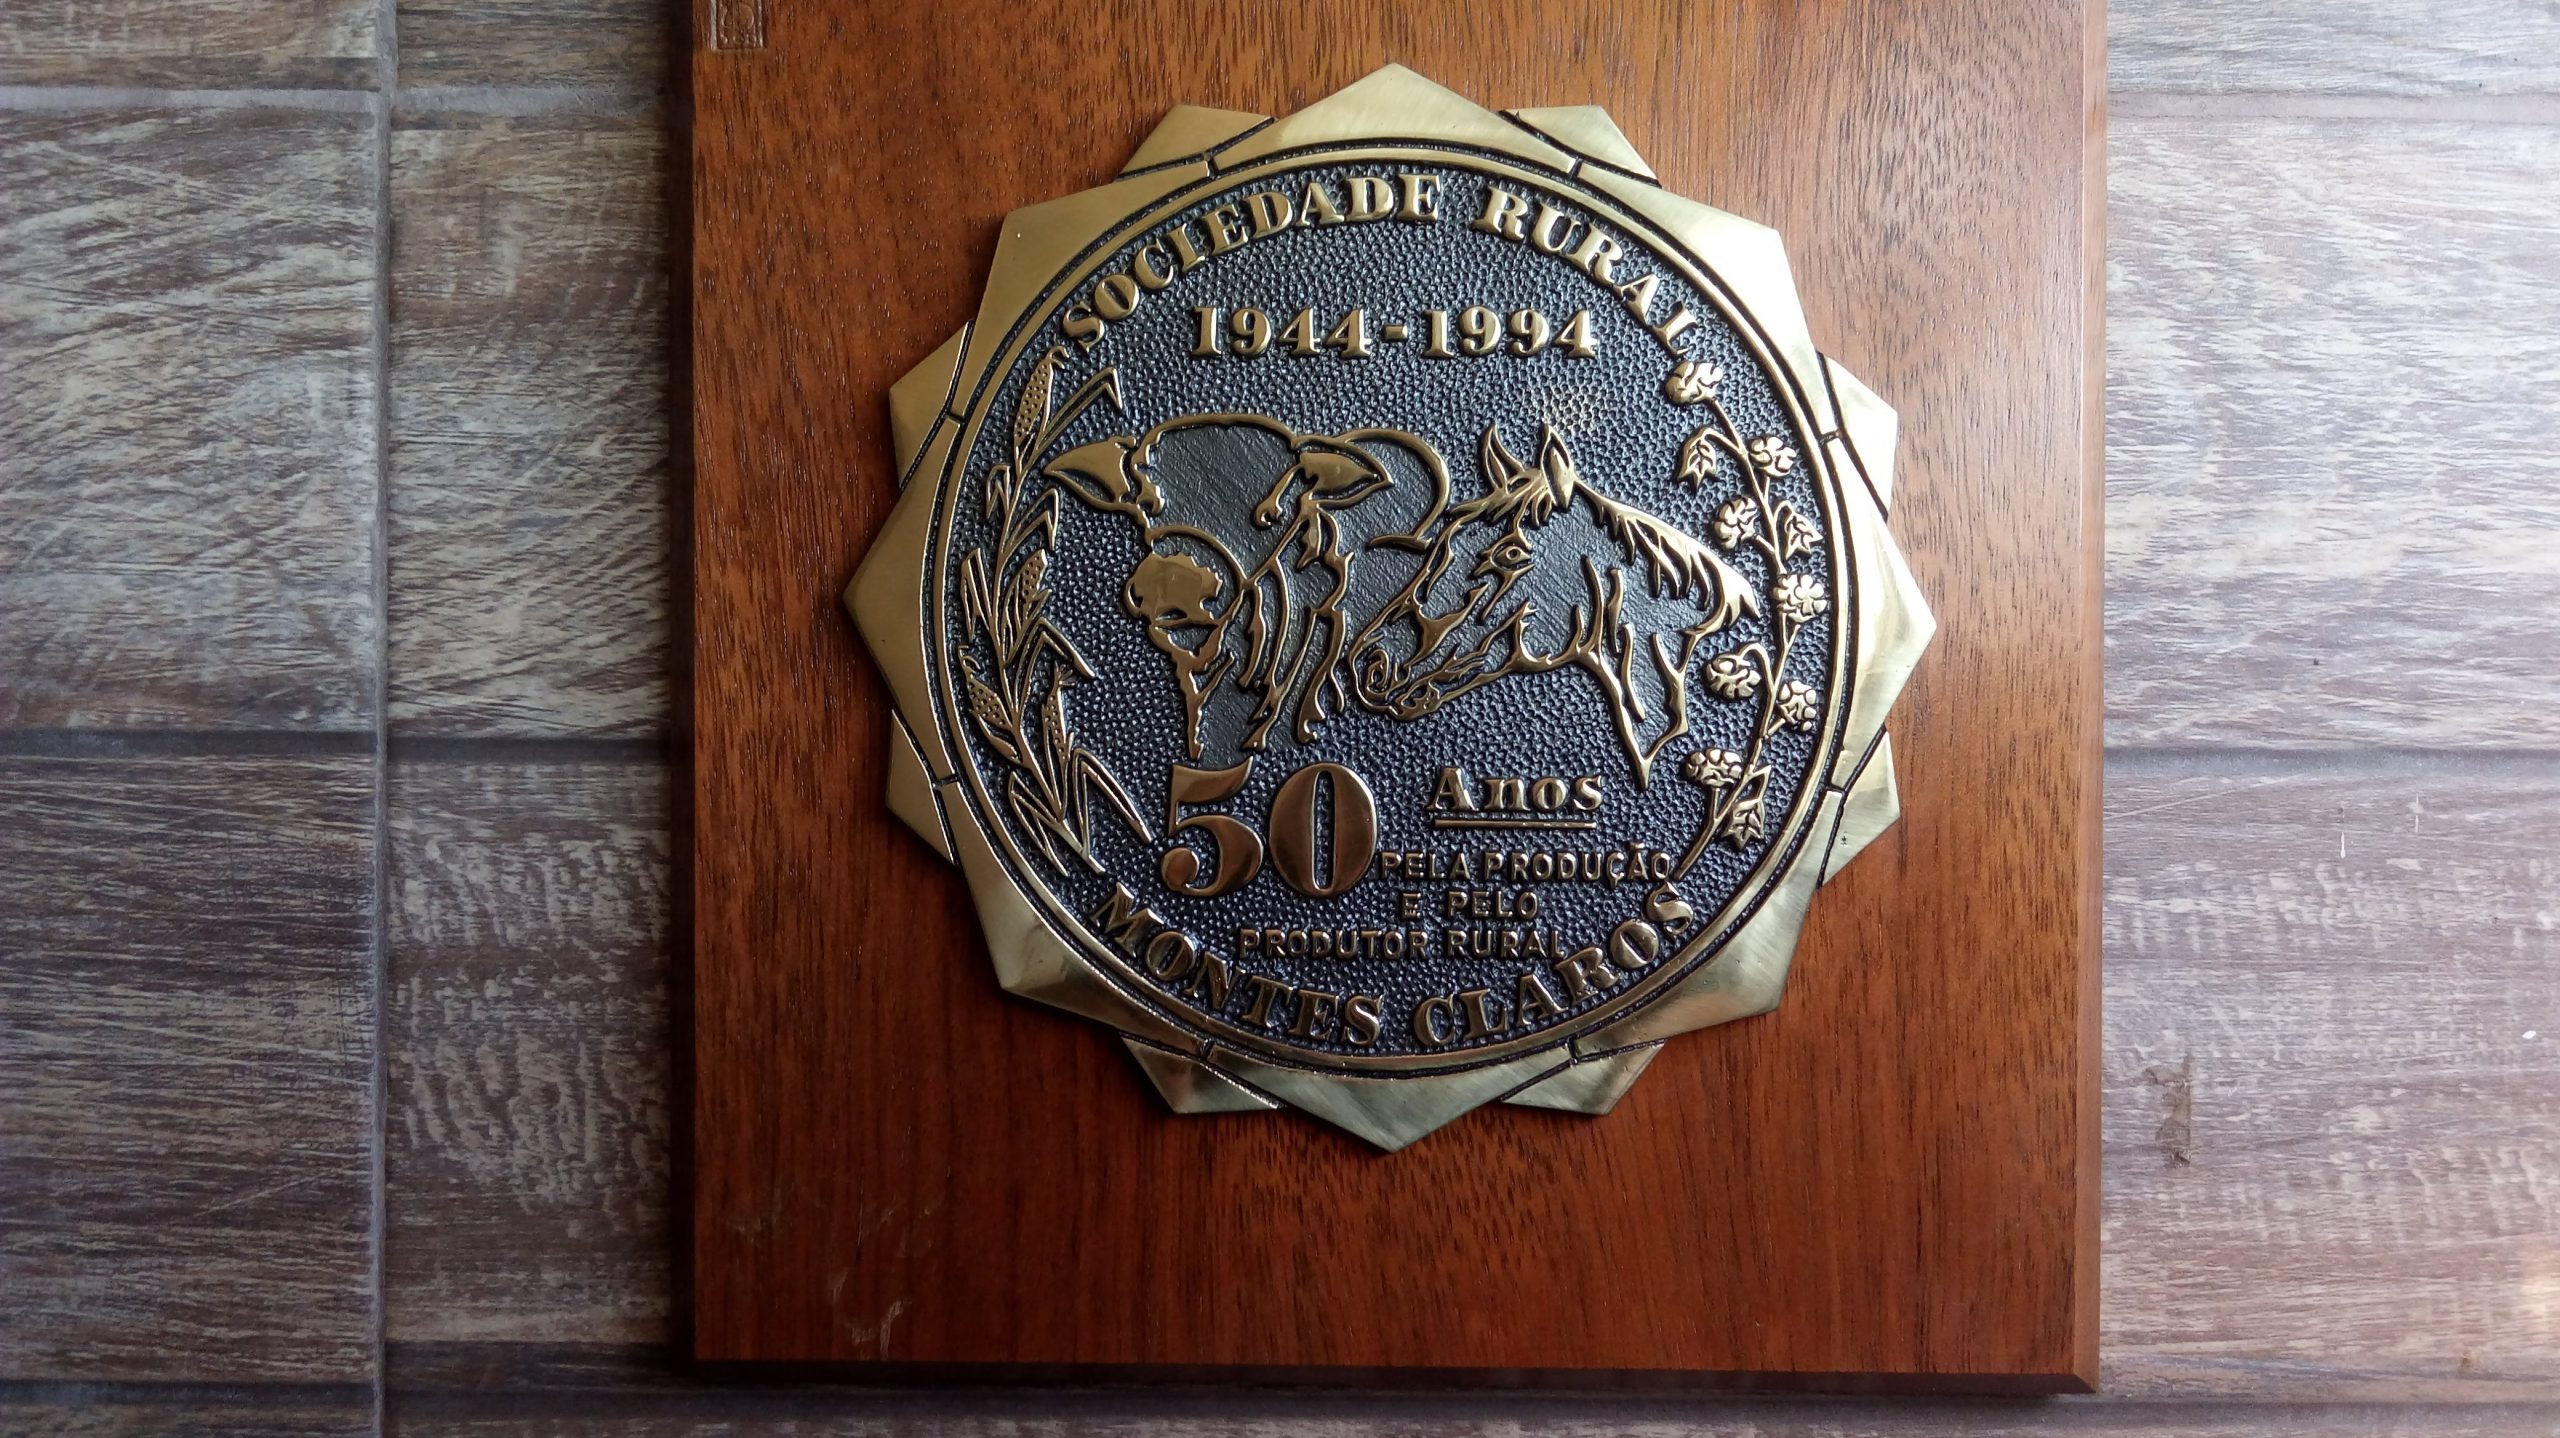 SOCIEDADE RURAL
1944-1994
50 Anos
PELA PRODUÇÃO
E PELO
PRODUTOR RURAL
MONTES CLAROS